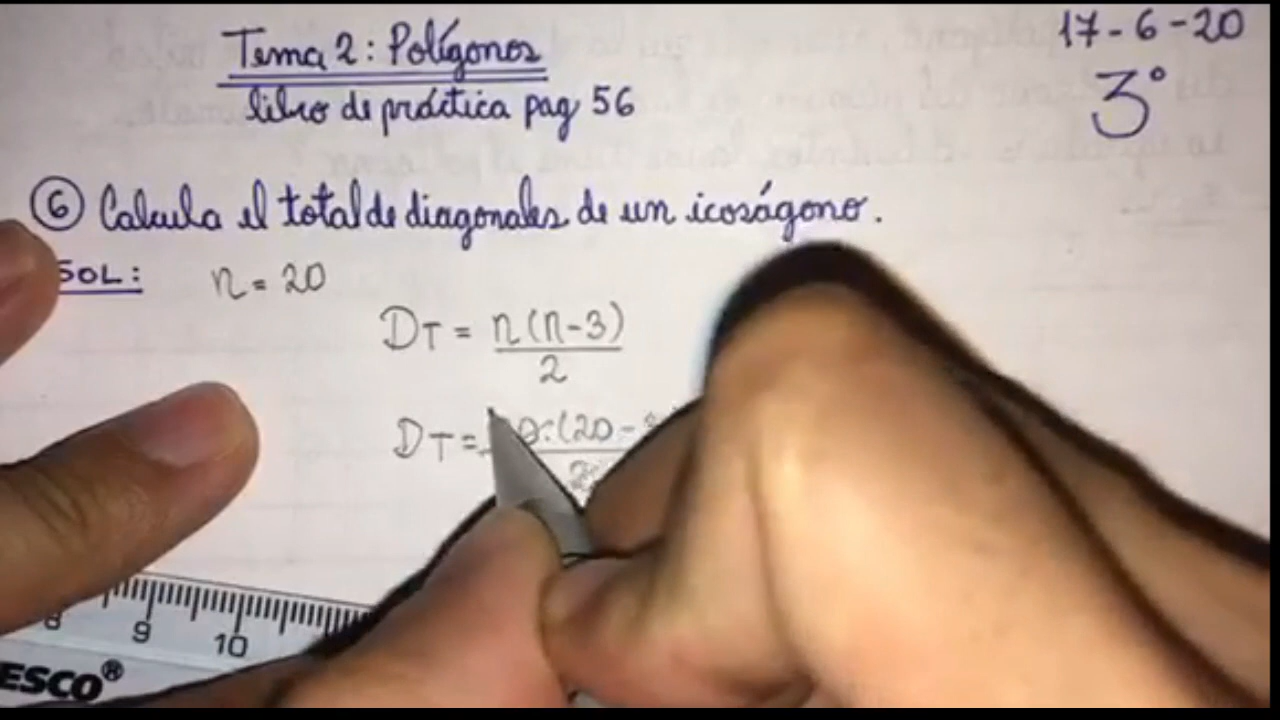 17-6-20
3°
Tema 2: Polígonos
libro de práctica pag 56
6 Calcula el total de diagonales de un icoságono.
SOL: n = 20
DT = n(n-3)
2
DT = (20 -
8 9 10
ESCO®